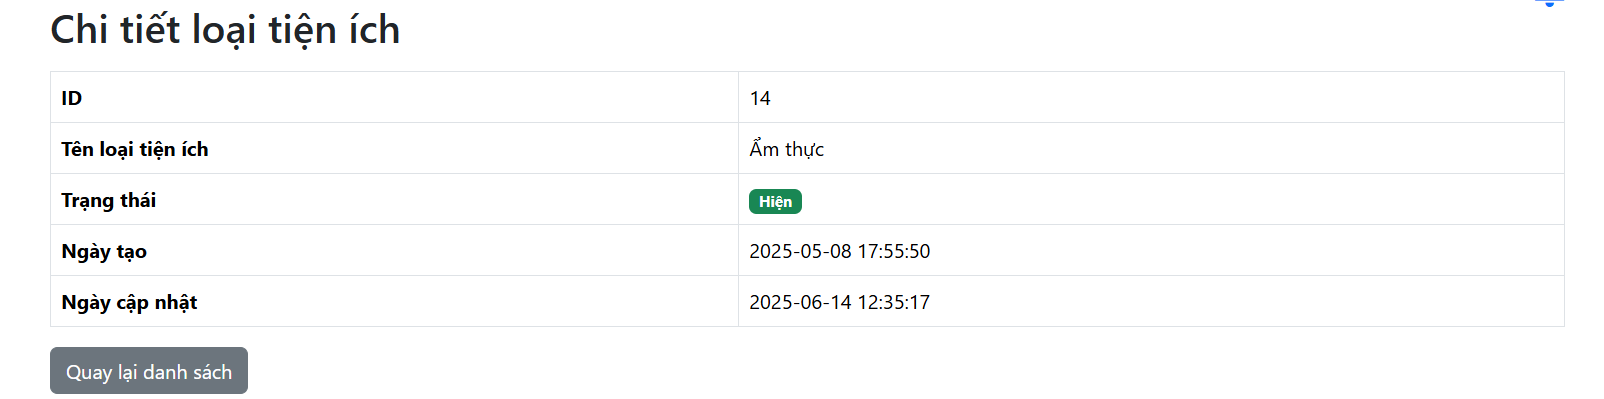 Chi tiết loại tiện ích
ID 14
Tên loại tiện ích Ẩm thực
Trạng thái Hiện
Ngày tạo 2025-05-08 17:55:50
Ngày cập nhật 2025-06-14 12:35:17
Quay lại danh sách